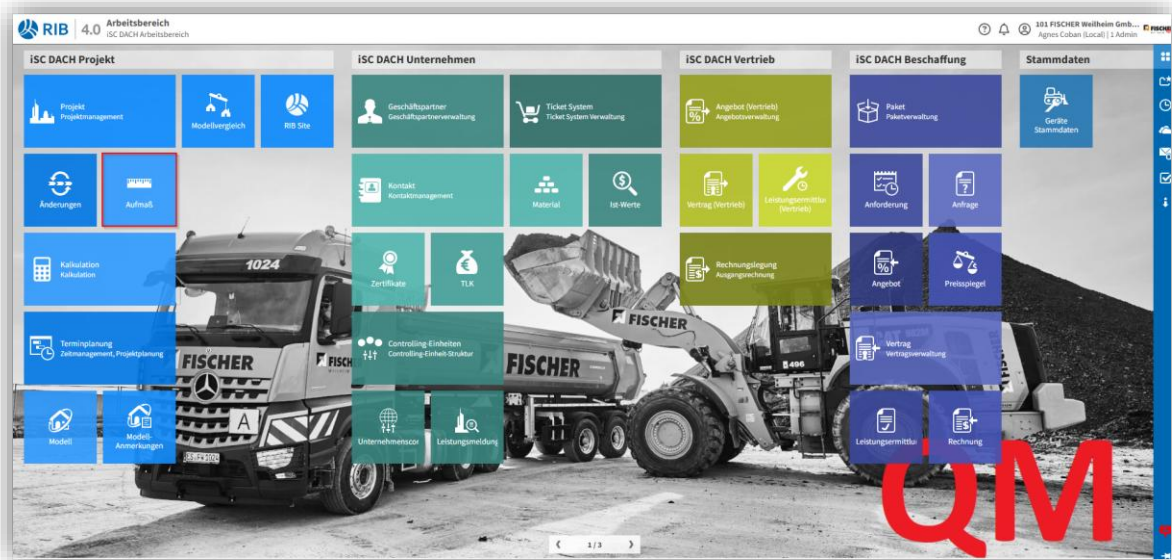 RIB 4.0 Arbeitsbereich
iSC DACH Arbeitsbereich
101 FISCHER Weilheim Gmb...
Agnes Coban (Local) | 1 Admin
iSC DACH Projekt
Projekt
Projektmanagement
Modellvergleich
RIB Site
Änderungen
Aufmaß
Kalkulation
Kalkulation
Terminplanung
Zeitmanagement, Projektplanung
Modell
Modell-
Anmerkungen
iSC DACH Unternehmen
Geschäftspartner
Geschäftspartnerverwaltung
Ticket System
Ticket System Verwaltung
Kontakt
Kontaktmanagement
Material
Ist-Werte
Zertifikate
TLK
Controlling-Einheiten
Controlling-Einheit-Struktur
Unternehmenscor
Leistungsmeldung
iSC DACH Vertrieb
Angebot (Vertrieb)
Angebotsverwaltung
Vertrag (Vertrieb)
Leistungsermittlu
(Vertrieb)
Rechnungslegung
Ausgangsrechnung
iSC DACH Beschaffung
Paket
Paketverwaltung
Anforderung
Anfrage
Angebot
Preisspiegel
Vertrag
Vertragsverwaltung
Leistungsermittlu
Rechnung
Stammdaten
Geräte
Stammdaten
1024
FISCHER
FISCH
FISCHER
FISCHER
A
496
QM
1/3